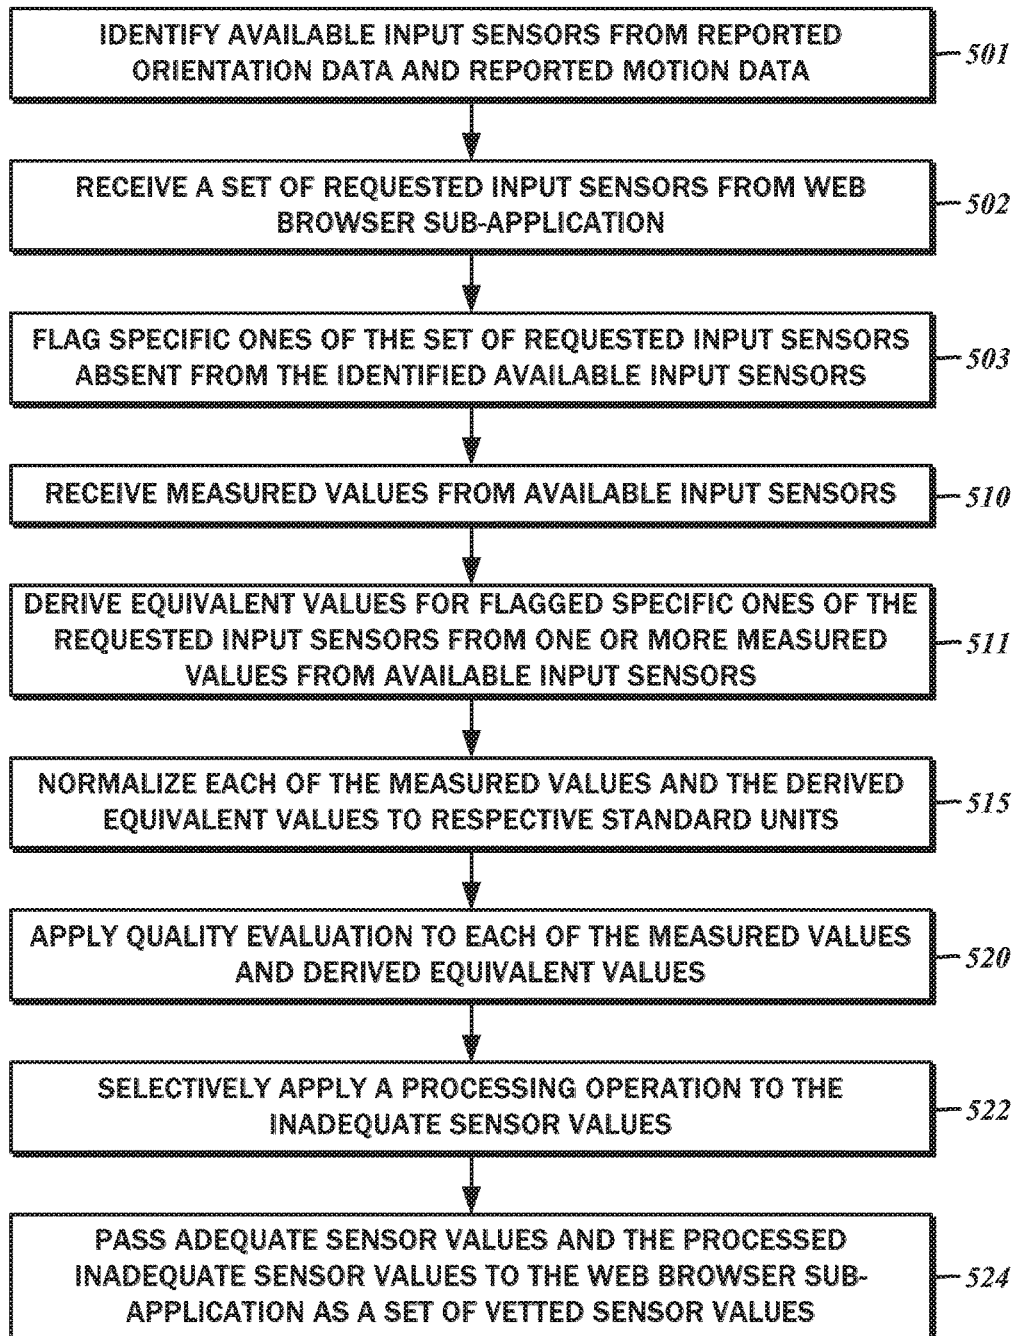 IDENTIFY AVAILABLE INPUT SENSORS FROM REPORTED
ORIENTATION DATA AND REPORTED MOTION DATA
501
RECEIVE A SET OF REQUESTED INPUT SENSORS FROM WEB
BROWSER SUB-APPLICATION
502
FLAG SPECIFIC ONES OF THE SET OF REQUESTED INPUT SENSORS
ABSENT FROM THE IDENTIFIED AVAILABLE INPUT SENSORS
503
RECEIVE MEASURED VALUES FROM AVAILABLE INPUT SENSORS
510
DERIVE EQUIVALENT VALUES FOR FLAGGED SPECIFIC ONES OF THE
REQUESTED INPUT SENSORS FROM ONE OR MORE MEASURED
VALUES FROM AVAILABLE INPUT SENSORS
511
NORMALIZE EACH OF THE MEASURED VALUES AND THE DERIVED
EQUIVALENT VALUES TO RESPECTIVE STANDARD UNITS
515
APPLY QUALITY EVALUATION TO EACH OF THE MEASURED VALUES
AND DERIVED EQUIVALENT VALUES
520
SELECTIVELY APPLY A PROCESSING OPERATION TO THE
INADEQUATE SENSOR VALUES
522
PASS ADEQUATE SENSOR VALUES AND THE PROCESSED
INADEQUATE SENSOR VALUES TO THE WEB BROWSER SUB-
APPLICATION AS A SET OF VETTED SENSOR VALUES
524